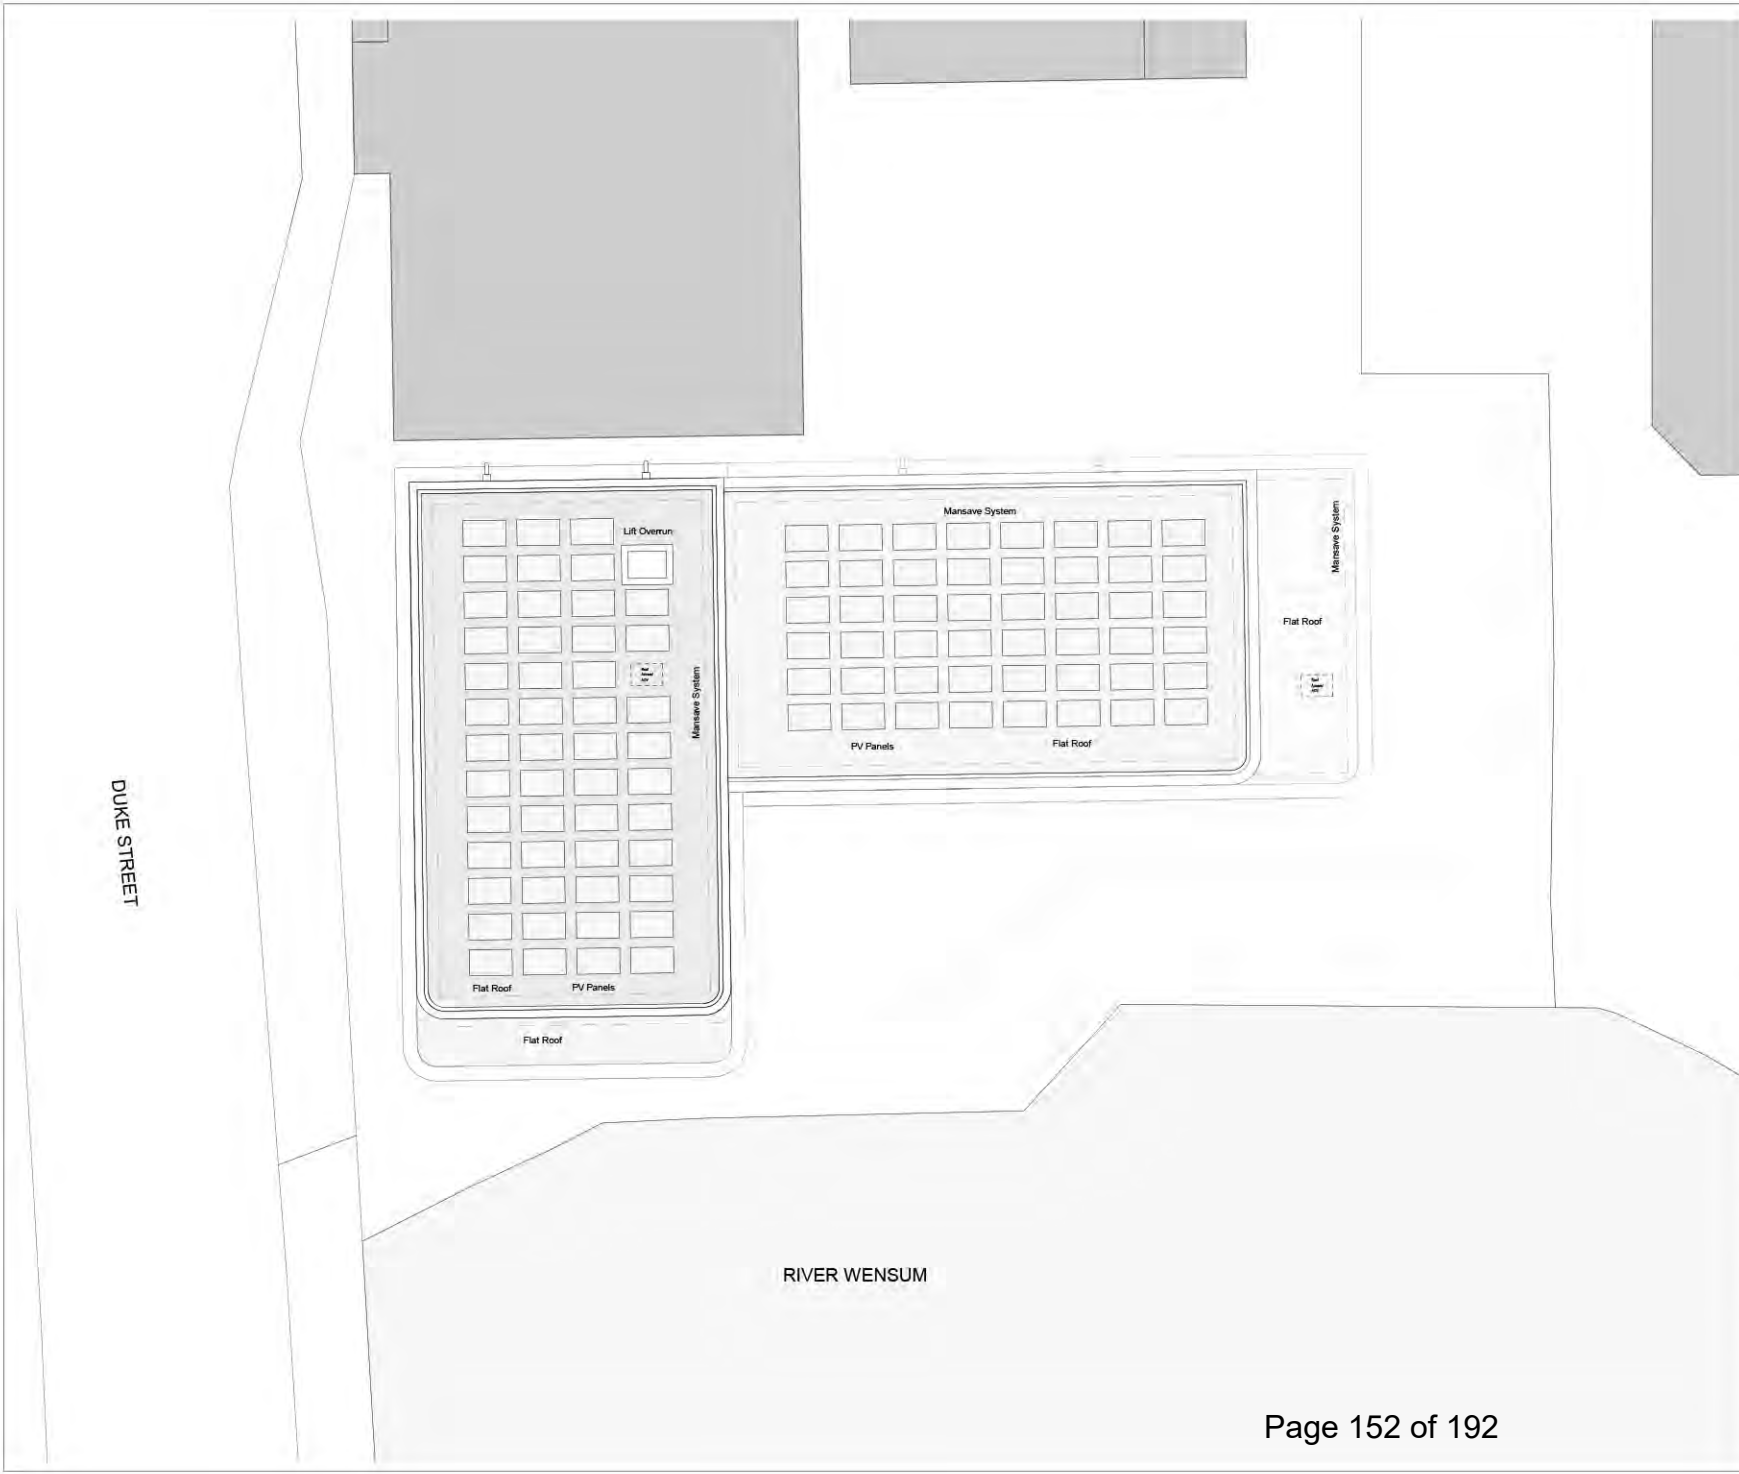 Mansave System
Lift Overrun
Mansave System
Flat Roof
Mansave System
PV Panels
Flat Roof
DUKE STREET
Flat Roof
PV Panels
Flat Roof
RIVER WENSUM
Page 152 of 192